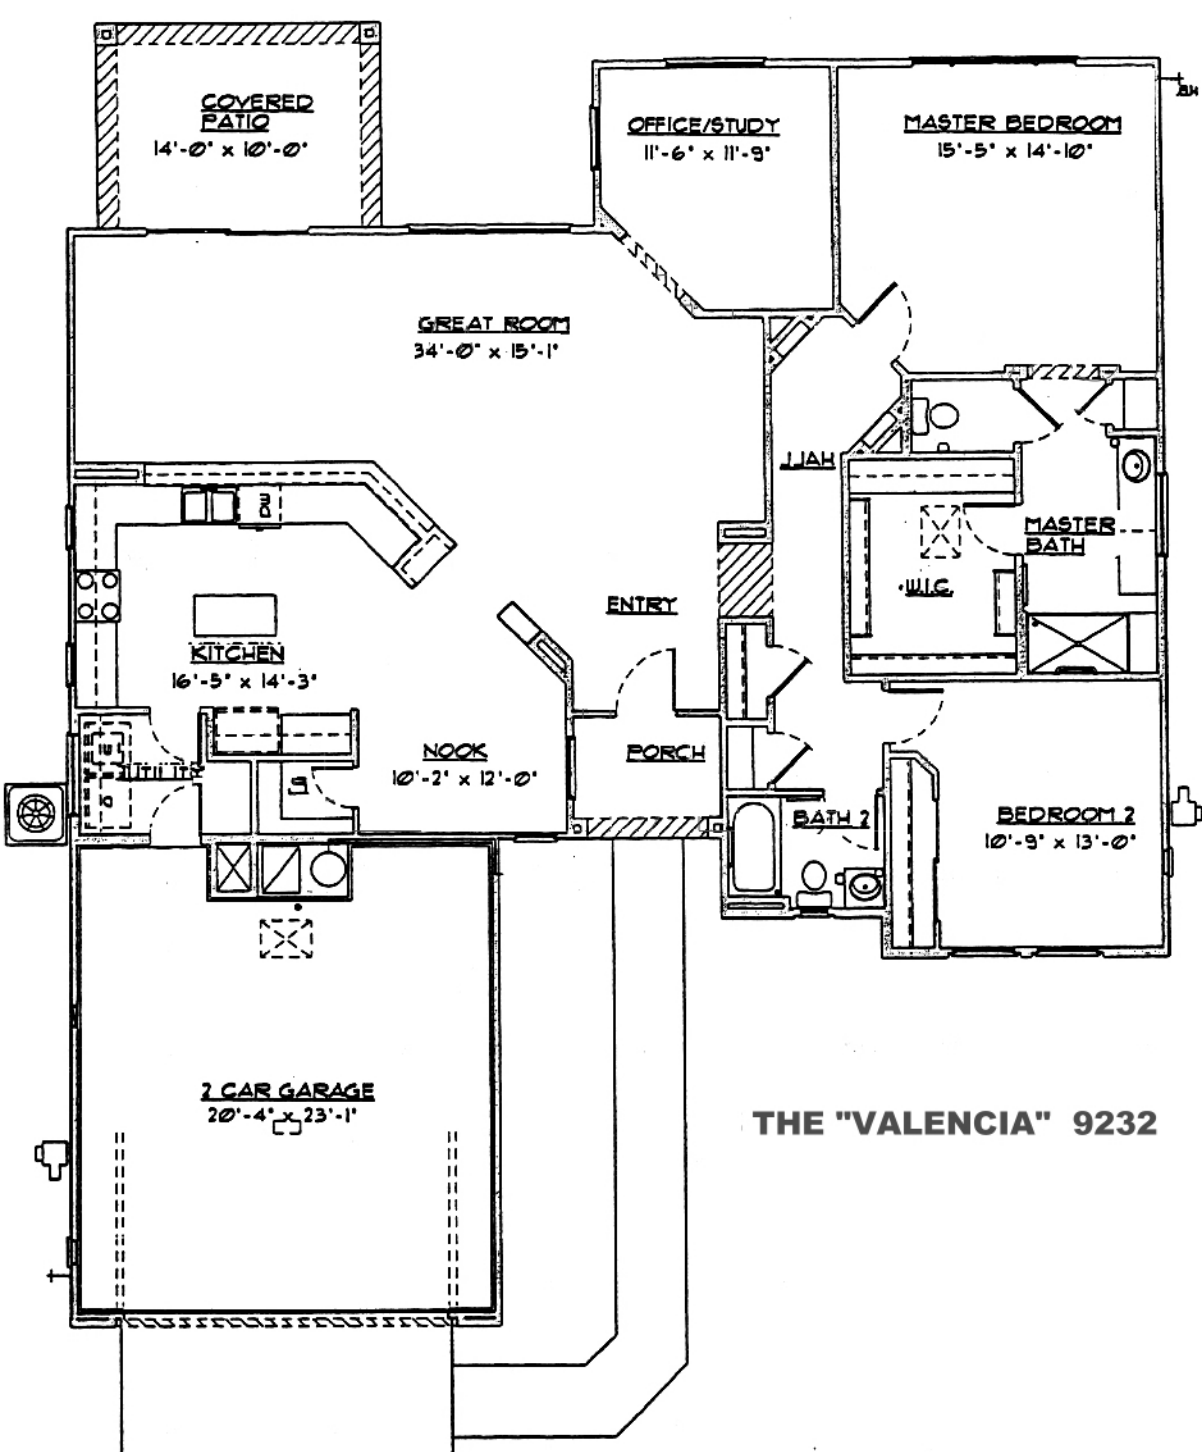 COVERED
PATIO
14'-0" x 10'-0"
OFFICE/STUDY
11'-6" x 11'-9"
MASTER BEDROOM
15'-5" x 14'-10"
HB
GREAT ROOM
34'-0" x 15'-1"
HALL
DW
MASTER
BATH
W.I.C.
ENTRY
KITCHEN
16'-5" x 14'-3"
NOOK
10'-2" x 12'-0"
PORCH
UTILITY
D
BATH 2
BEDROOM 2
10'-9" x 13'-0"
2 CAR GARAGE
20'-4" x 23'-1"
THE "VALENCIA" 9232